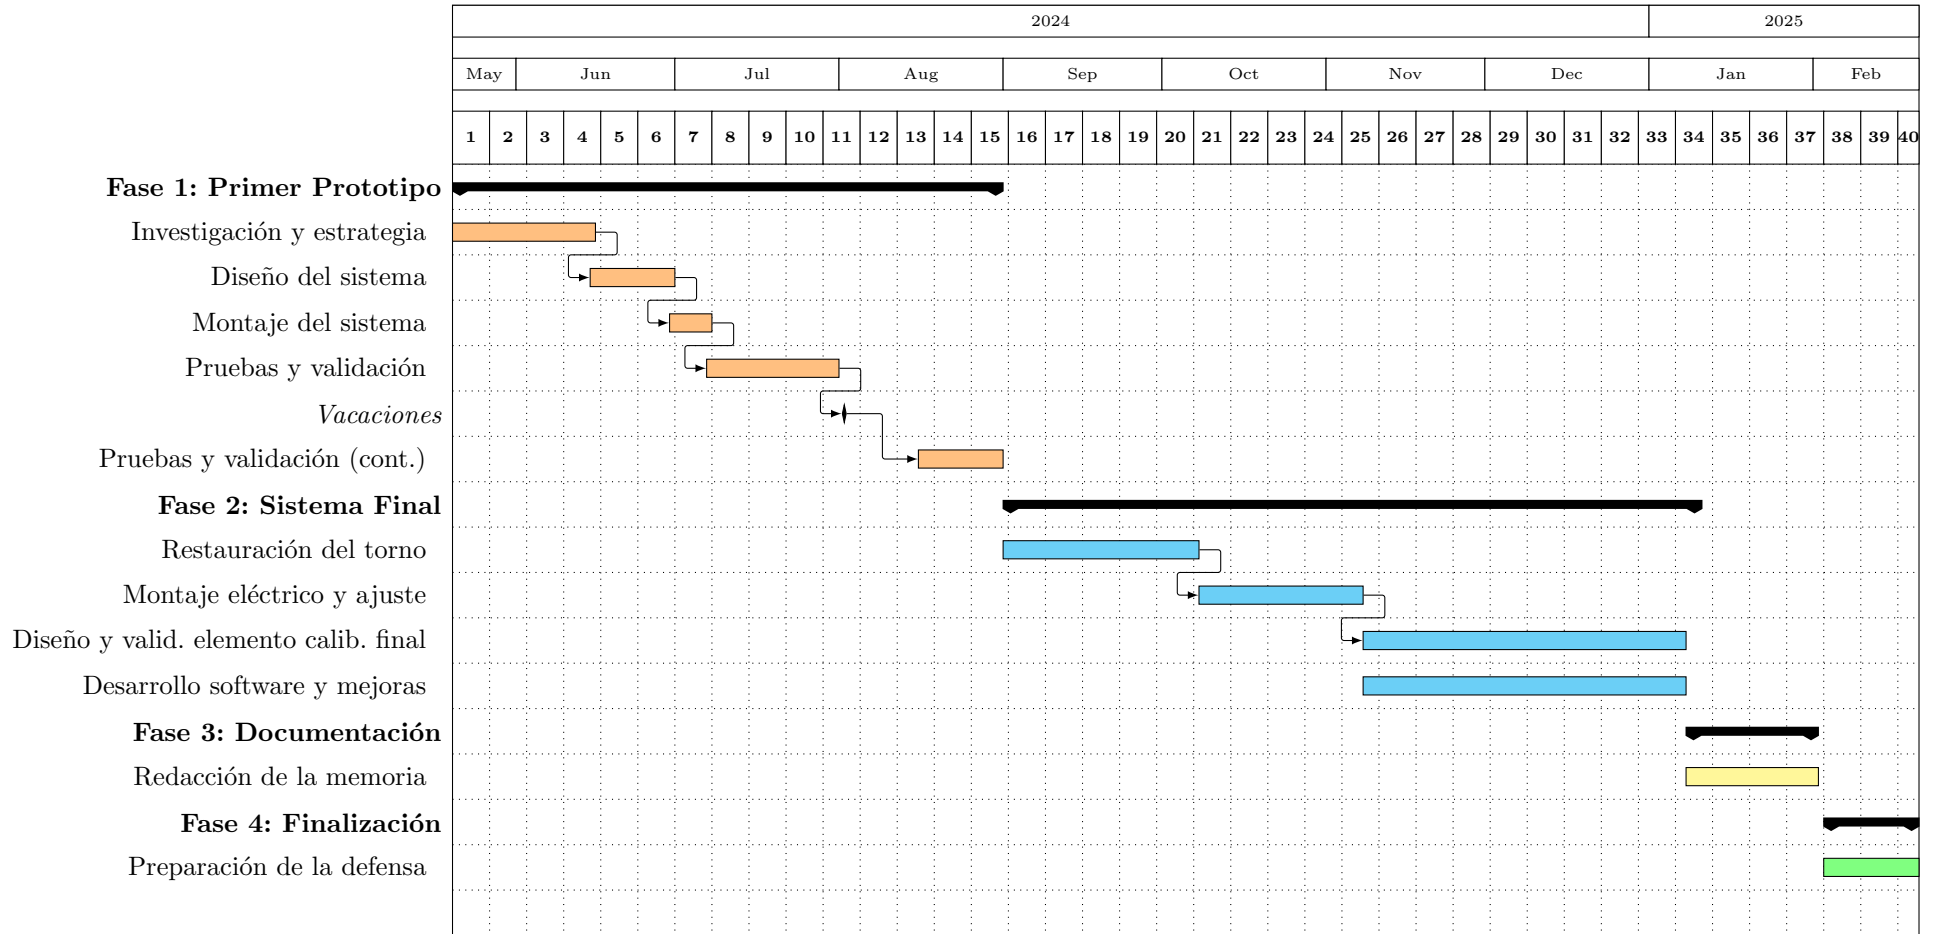 2024 2025
May Jun Jul Aug Sep Oct Nov Dec Jan Feb
1 2 3 4 5 6 7 8 9 10 11 12 13 14 15 16 17 18 19 20 21 22 23 24 25 26 27 28 29 30 31 32 33 34 35 36 37 38 39 40
Fase 1: Primer Prototipo
Investigación y estrategia
Diseño del sistema
Montaje del sistema
Pruebas y validación
Vacaciones
Pruebas y validación (cont.)
Fase 2: Sistema Final
Restauración del torno
Montaje eléctrico y ajuste
Diseño y valid. elemento calib. final
Desarrollo software y mejoras
Fase 3: Documentación
Redacción de la memoria
Fase 4: Finalización
Preparación de la defensa